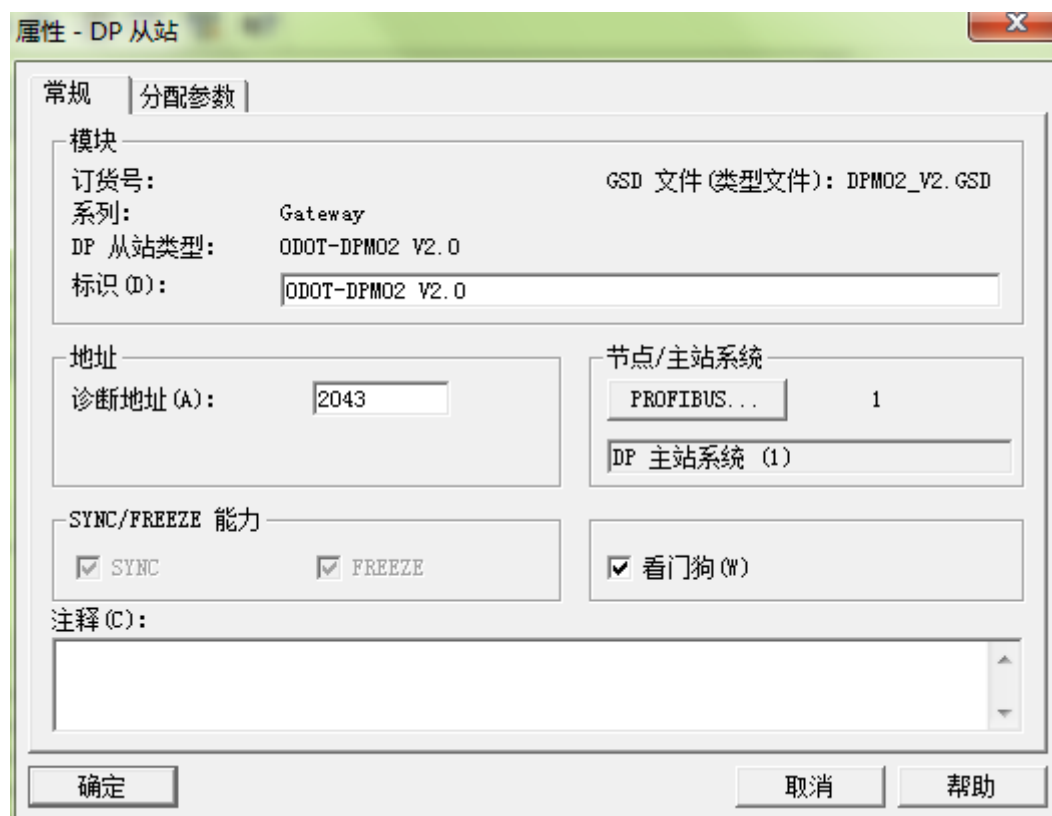 属性 - DP 从站
常规 分配参数
模块
订货号: GSD 文件(类型文件): DPM02_V2.GSD
系列: Gateway
DP 从站类型: ODOT-DPM02 V2.0
标识(D): ODOT-DPM02 V2.0
地址
诊断地址(A): 2043
节点/主站系统
PROFIBUS... 1
DP 主站系统 (1)
SYNC/FREEZE 能力
SYNC FREEZE
看门狗(W)
注释(C):
确定 取消 帮助